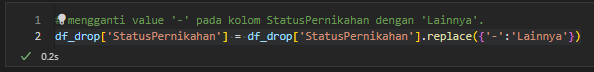 1 # mengganti value '-' pada kolom StatusPernikahan dengan 'Lainnya'.
2 df_drop['StatusPernikahan'] = df_drop['StatusPernikahan'].replace({'-':'Lainnya'})
0.2s